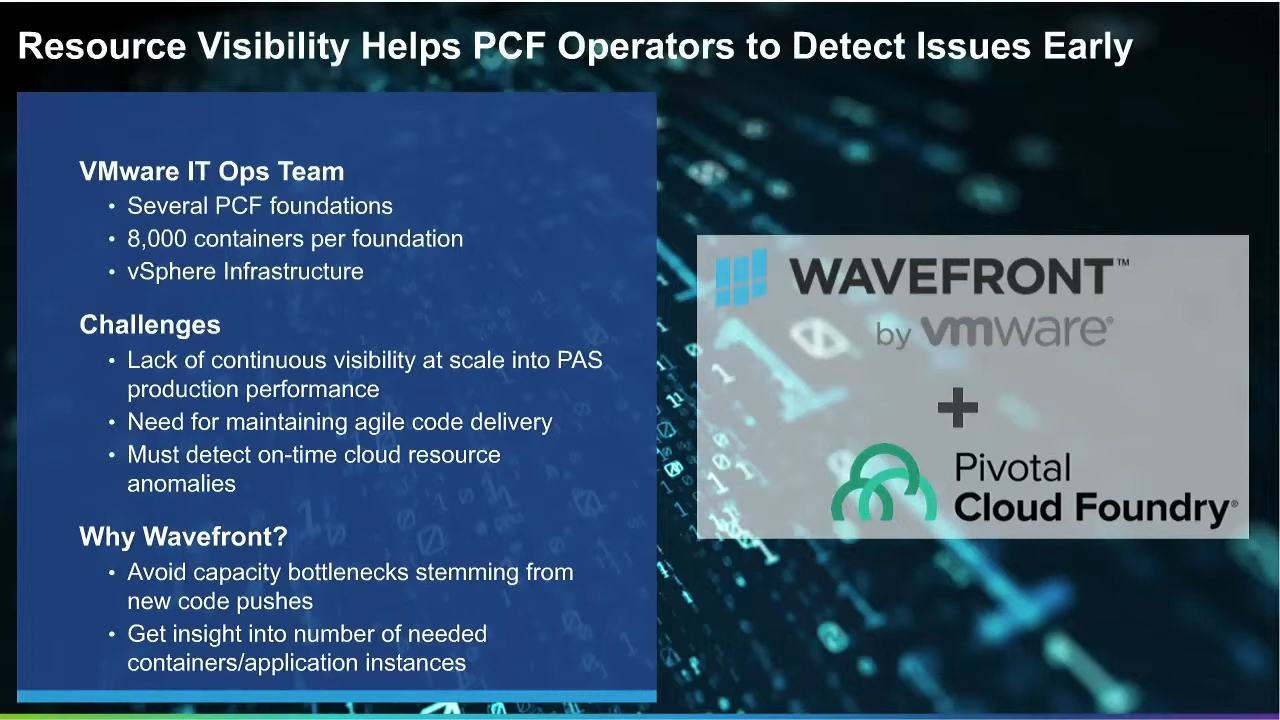 Resource Visibility Helps PCF Operators to Detect Issues Early
VMware IT Ops Team
• Several PCF foundations
• 8,000 containers per foundation
• vSphere Infrastructure
Challenges
• Lack of continuous visibility at scale into PAS
production performance
• Need for maintaining agile code delivery
• Must detect on-time cloud resource
anomalies
Why Wavefront?
• Avoid capacity bottlenecks stemming from
new code pushes
• Get insight into number of needed
containers/application instances
WAVEFRONT™
by vmware®
+
Pivotal
Cloud Foundry®